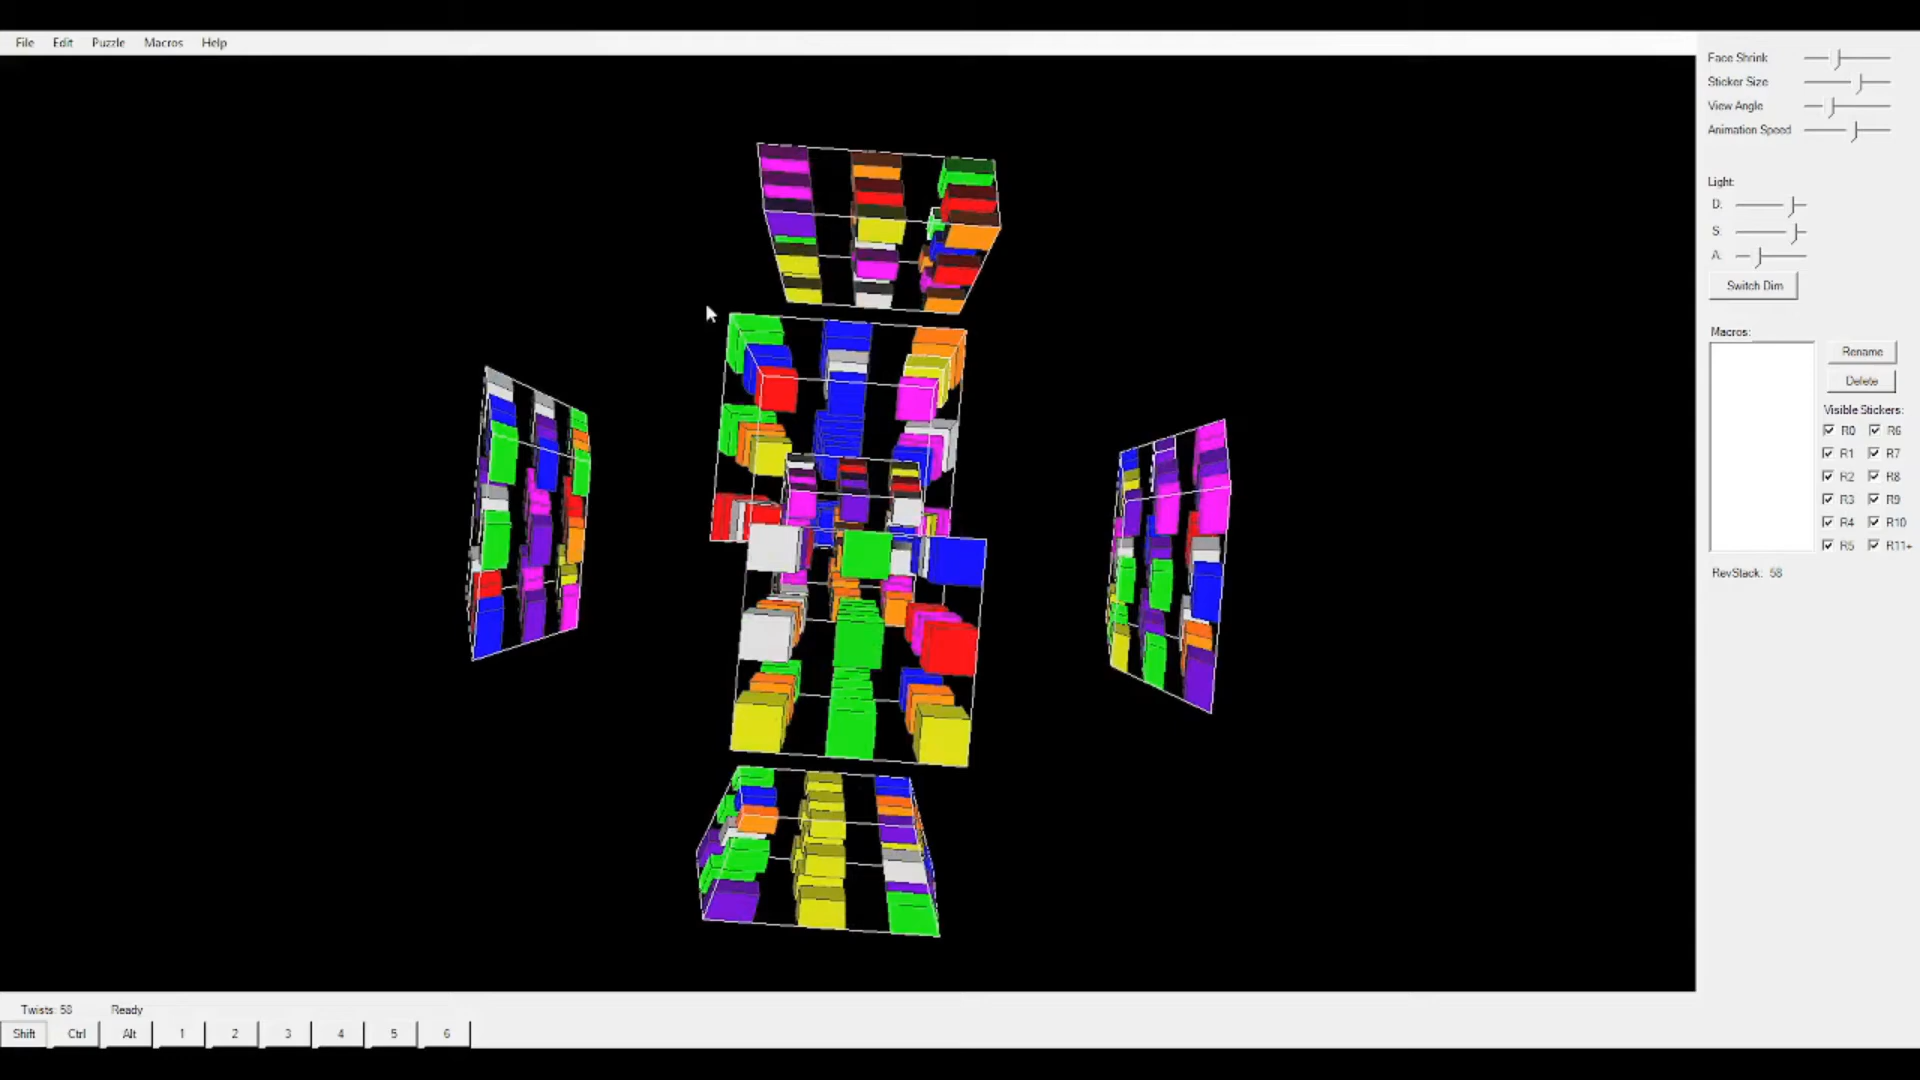 File Edit Puzzle Macros Help
Face Shrink
Sticker Size
View Angle
Animation Speed
Light:
D:
S:
A:
Switch Dim
Macros:
Rename
Delete
Visible Stickers:
R0 R6
R1 R7
R2 R8
R3 R9
R4 R10
R5 R11+
RevStack: 58
Twists: 58 Ready
Shift Ctrl Alt 1 2 3 4 5 6